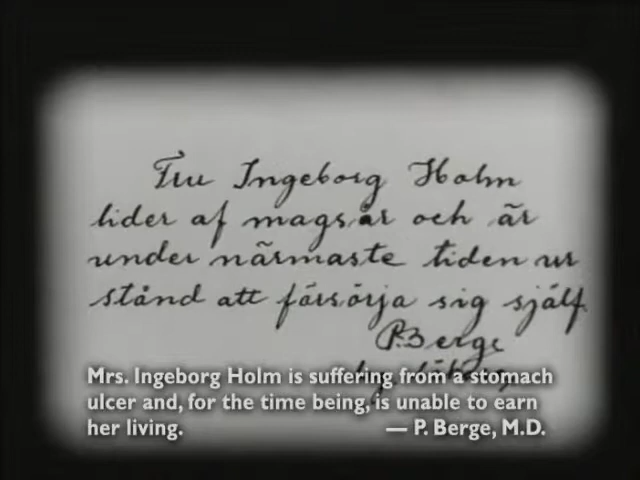 Fru Ingeborg Holm
lider af magsår och är
under närmaste tiden ur
stånd att försörja sig själf.
P. Berge
Mrs. Ingeborg Holm is suffering from a stomach
ulcer and, for the time being, is unable to earn
her living. — P. Berge, M.D.